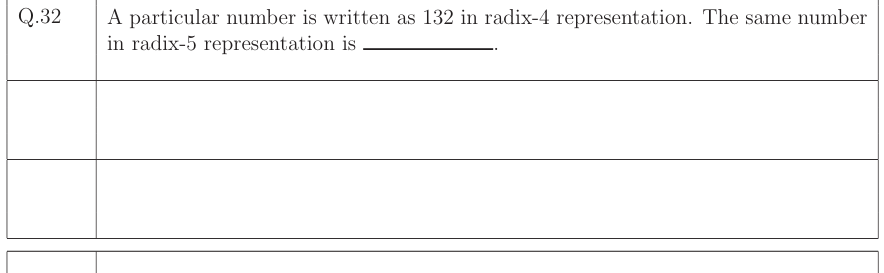 Q.32 A particular number is written as 132 in radix-4 representation. The same number
in radix-5 representation is ____________.